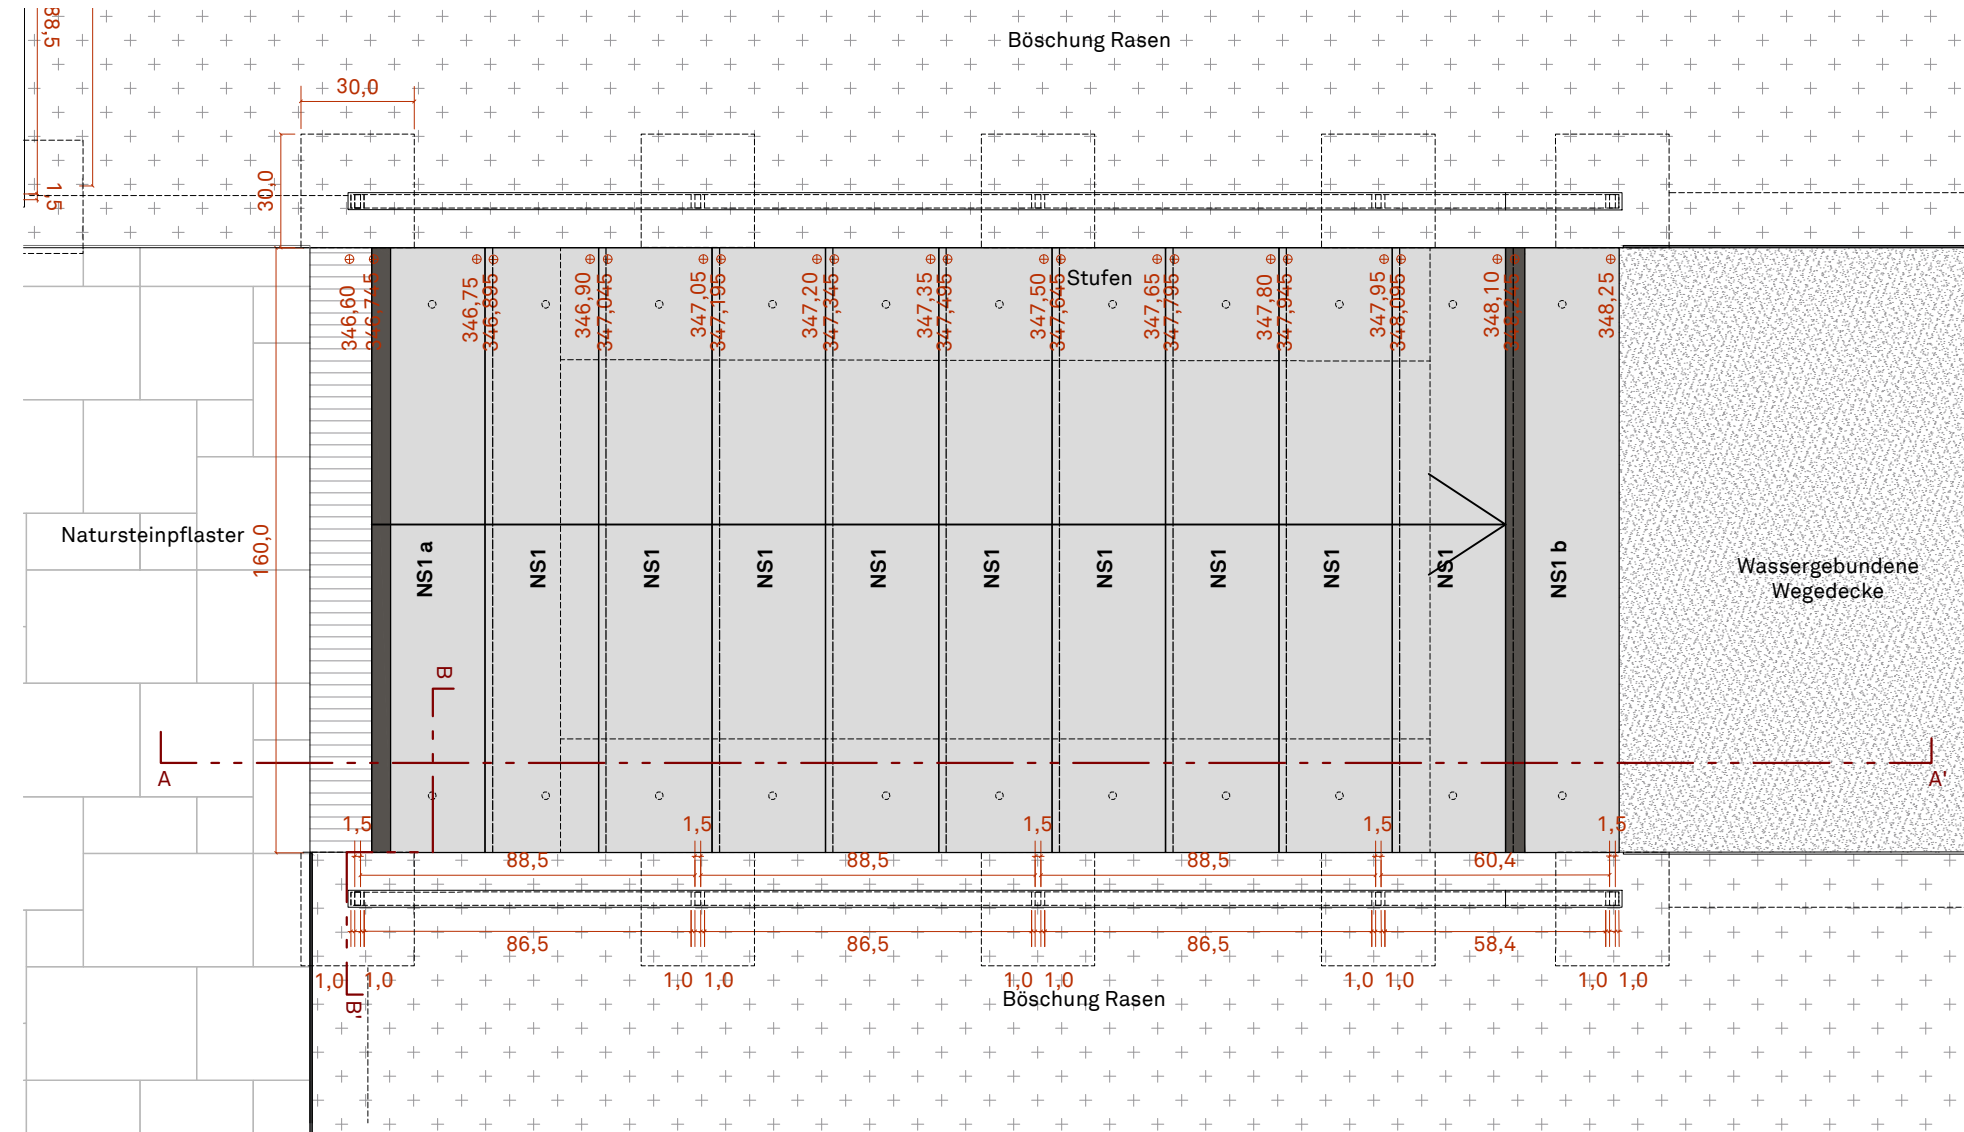 88,5
Böschung Rasen
30,0
30,0
1,5
346,60
346,745
346,75
346,895
346,90
347,045
347,05
347,195
347,20
347,345
347,35
347,495
347,50
347,645
Stufen
347,65
347,795
347,80
347,945
347,95
348,095
348,10
348,245
348,25
Natursteinpflaster
160,0
NS1 a
NS1
NS1
NS1
NS1
NS1
NS1
NS1
NS1
NS1
NS1 b
Wassergebundene
Wegedecke
B
A
A'
1,5
1,5
1,5
1,5
1,5
88,5
88,5
88,5
60,4
86,5
86,5
86,5
58,4
1,0
1,0
1,0
1,0
1,0
1,0
1,0
1,0
1,0
1,0
B'
Böschung Rasen